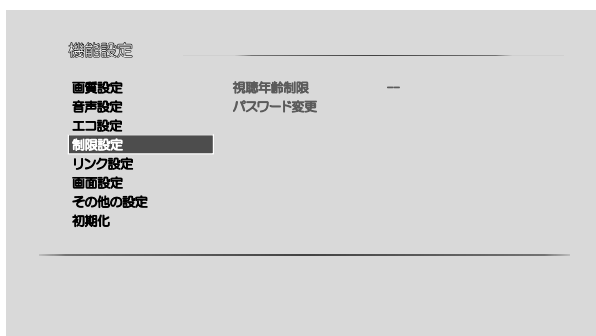 機能設定
画質設定
音声設定
エコ設定
制限設定
リンク設定
画面設定
その他の設定
初期化
視聴年齢制限 ---
パスワード変更